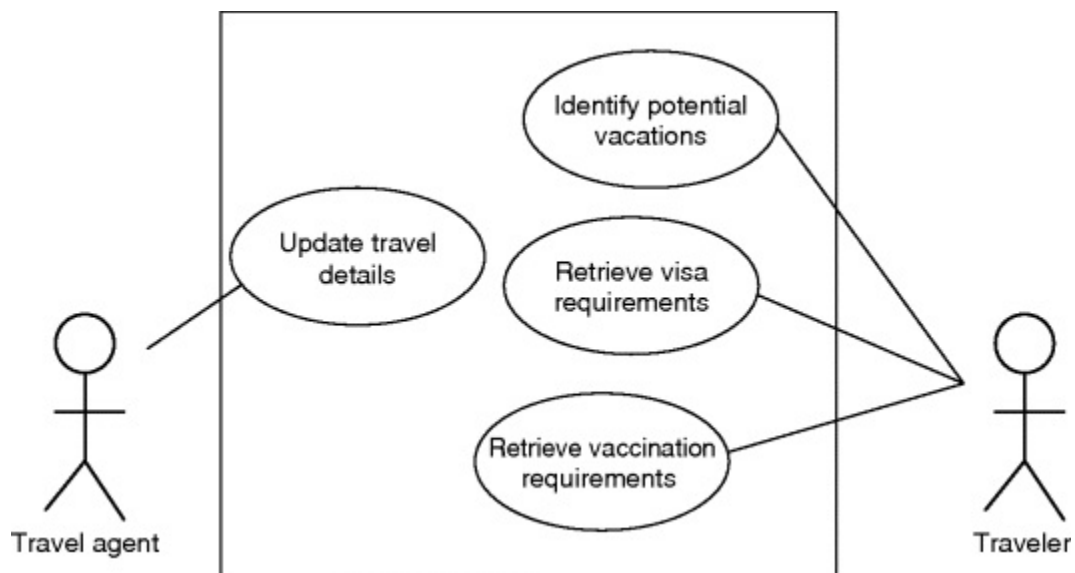 Identify potential
vacations
Update travel
details
Retrieve visa
requirements
Retrieve vaccination
requirements
Travel agent
Traveler